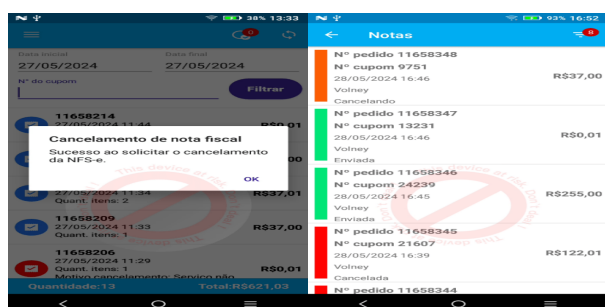 38% 13:33
Data inicial
Data final
27/05/2024
27/05/2024
Nº do cupom
Filtrar
11658214
27/05/2024 11:44
R$0,01
Cancelamento de nota fiscal
Sucesso ao solicitar o cancelamento
da NFS-e.
OK
27/05/2024 11:34
R$37,01
Quant. itens: 2
11658209
27/05/2024 11:33
R$37,00
Quant. itens: 1
11658206
27/05/2024 11:29
Quant. itens: 1
R$0,01
Motivo cancelamento: Serviço não
Quantidade:13
Total:R$621,03
93% 16:52
Notas
8
Nº pedido 11658348
Nº cupom 9751
28/05/2024 16:46
R$37,00
Volney
Cancelando
Nº pedido 11658347
Nº cupom 13231
28/05/2024 16:46
R$0,01
Volney
Enviada
Nº pedido 11658346
Nº cupom 24239
28/05/2024 16:45
R$255,00
Volney
Enviada
Nº pedido 11658345
Nº cupom 21607
28/05/2024 16:39
R$122,01
Volney
Cancelada
Nº pedido 11658344
This device at risk. Don't